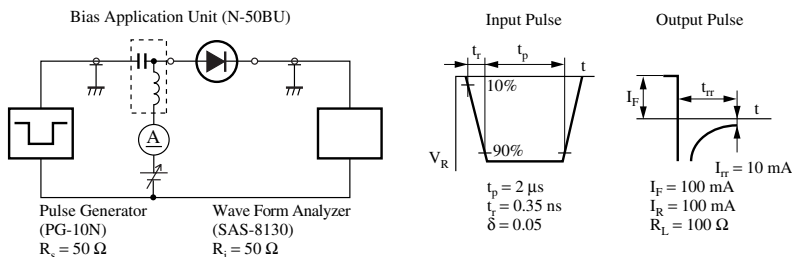 Bias Application Unit (N-50BU)
A
Pulse Generator
(PG-10N)
Rs = 50 Ω
Wave Form Analyzer
(SAS-8130)
Ri = 50 Ω
Input Pulse
tr
tp
t
10%
90%
VR
tp = 2 μs
tr = 0.35 ns
δ = 0.05
Output Pulse
IF
trr
t
Irr = 10 mA
IF = 100 mA
IR = 100 mA
RL = 100 Ω